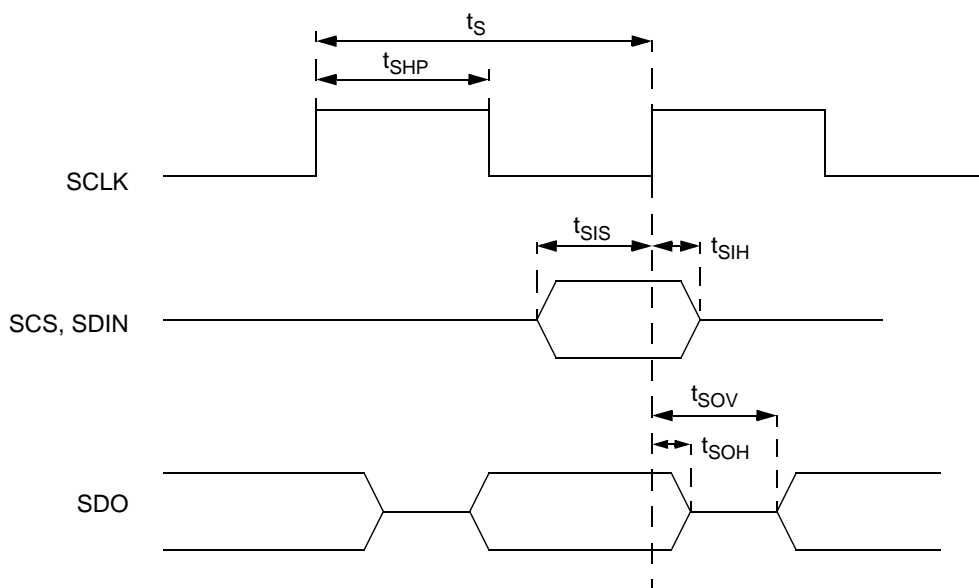 tS
tSHP
SCLK
tSIS
tSIH
SCS, SDIN
tSOV
tSOH
SDO